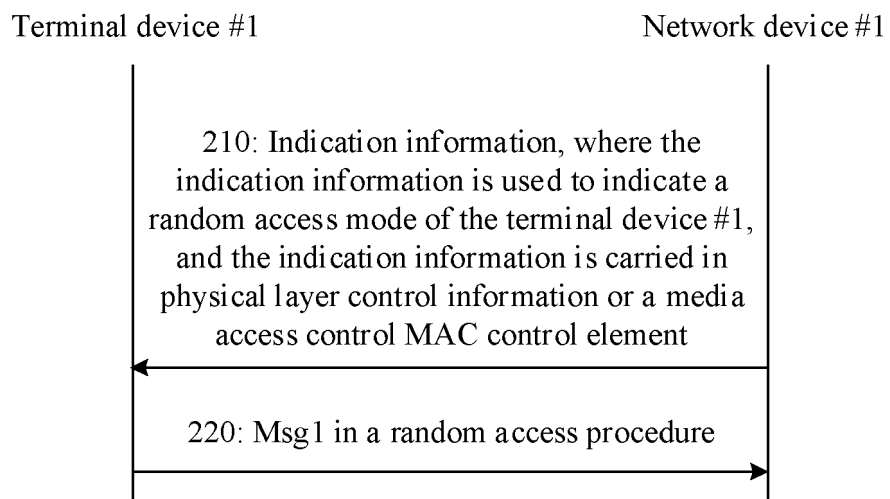 Terminal device #1
Network device #1
210: Indication information, where the
indication information is used to indicate a
random access mode of the terminal device #1,
and the indication information is carried in
physical layer control information or a media
access control MAC control element
220: Msg1 in a random access procedure